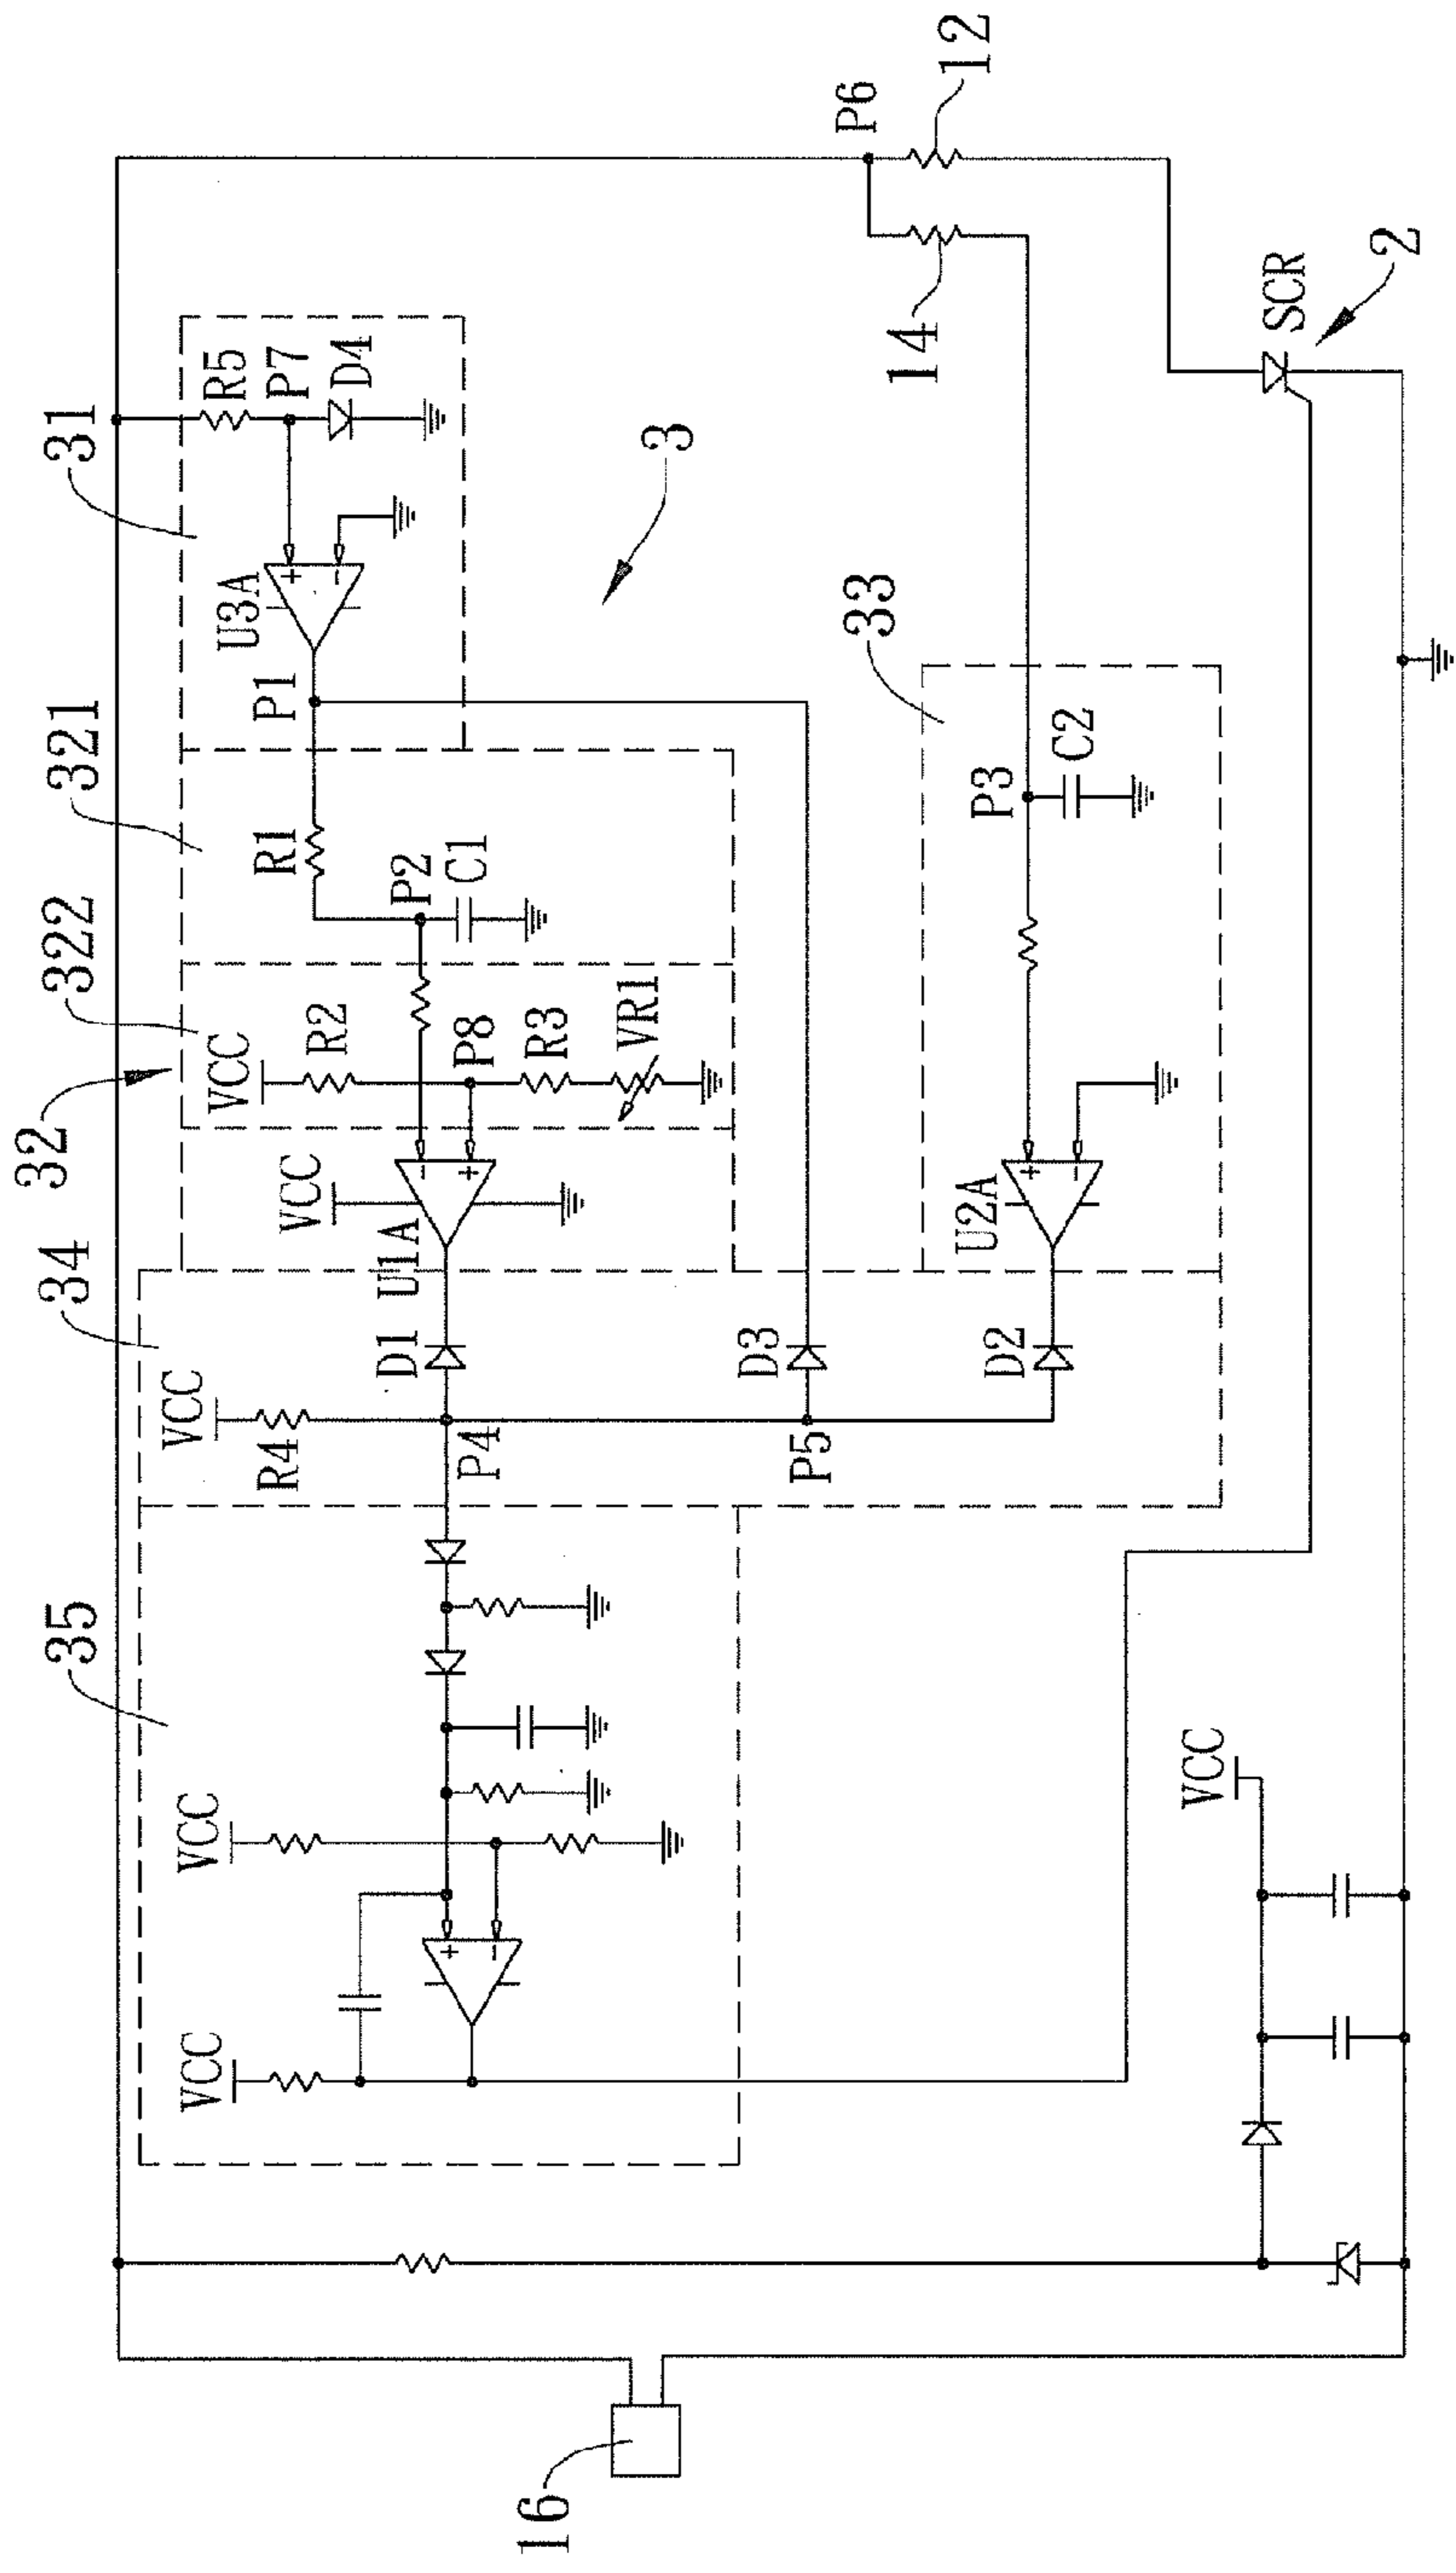 35
34
32
322
321
31
VCC
VCC
VCC
VCC
U3A
R5
R4
VCC
R1
P1
P7
R2
D4
D1
U1A
P2
P4
P8
C1
16
R3
VR1
3
D3
P5
33
P6
14
12
D2
U2A
P3
C2
VCC
SCR
2